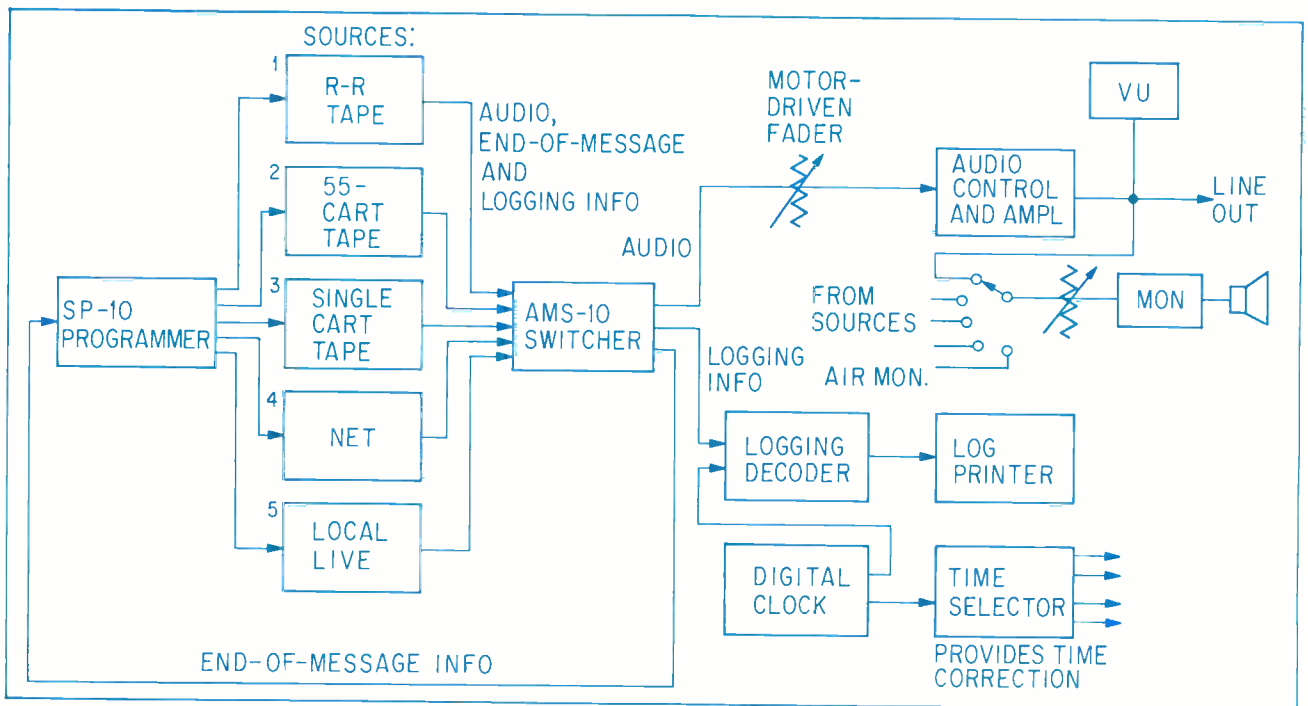 SOURCES:
1
R-R
TAPE
2
55-
CART
TAPE
3
SINGLE
CART
TAPE
4
NET
5
LOCAL
LIVE
SP-10
PROGRAMMER
AUDIO,
END-OF-MESSAGE
AND
LOGGING INFO
AMS-10
SWITCHER
AUDIO
MOTOR-
DRIVEN
FADER
AUDIO
CONTROL
AND AMPL
VU
LINE
OUT
FROM
SOURCES
AIR MON.
MON
LOGGING
INFO
LOGGING
DECODER
LOG
PRINTER
DIGITAL
CLOCK
TIME
SELECTOR
PROVIDES TIME
CORRECTION
END-OF-MESSAGE INFO